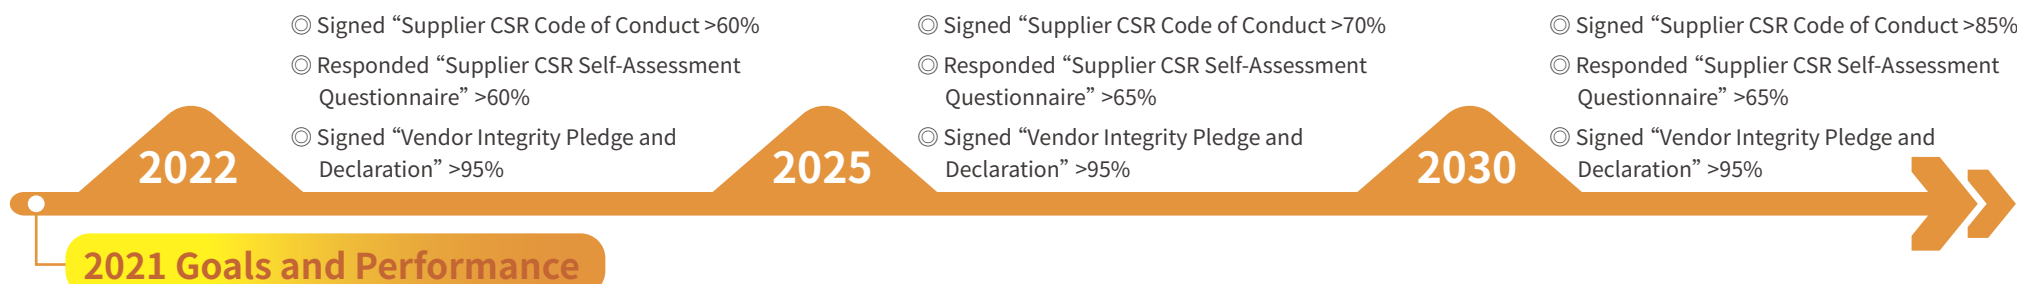 ◎ Signed “Supplier CSR Code of Conduct >60%
◎ Responded “Supplier CSR Self-Assessment
Questionnaire” >60%
◎ Signed “Vendor Integrity Pledge and
Declaration” >95%
2022
◎ Signed “Supplier CSR Code of Conduct >70%
◎ Responded “Supplier CSR Self-Assessment
Questionnaire” >65%
◎ Signed “Vendor Integrity Pledge and
Declaration” >95%
2025
◎ Signed “Supplier CSR Code of Conduct >85%
◎ Responded “Supplier CSR Self-Assessment
Questionnaire” >65%
◎ Signed “Vendor Integrity Pledge and
Declaration” >95%
2030
2021 Goals and Performance